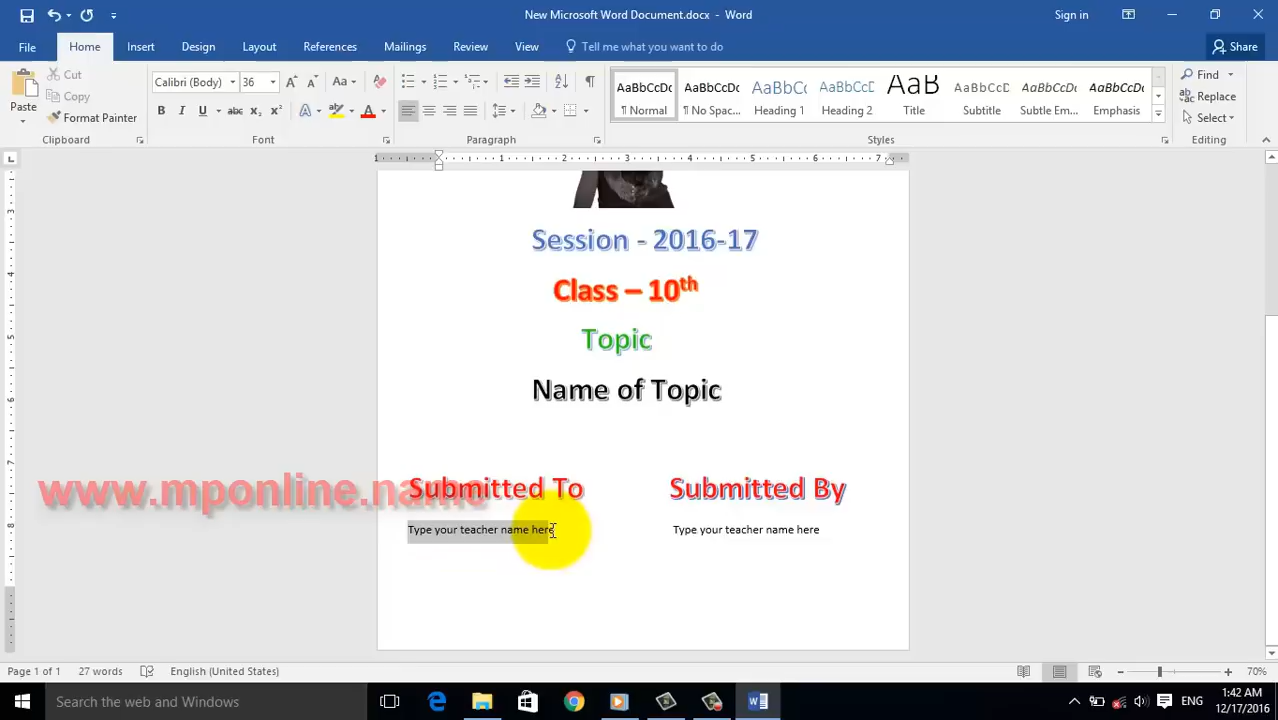 New Microsoft Word Document.docx - Word
Sign in
File Home Insert Design Layout References Mailings Review View Tell me what you want to do Share
Paste
Cut
Copy
Format Painter
Clipboard
Calibri (Body) 36
Font
Paragraph
AaBbCcDc AaBbCcDc AaBbCc AaBbCcE AaB AaBbCcD AaBbCcDc AaBbCcDc
¶ Normal ¶ No Spac... Heading 1 Heading 2 Title Subtitle Subtle Em... Emphasis
Styles
Find
Replace
Select
Editing
Session - 2016-17
Class – 10th
Topic
Name of Topic
www.mponline.name
Submitted To Submitted By
Type your teacher name here Type your teacher name here
Page 1 of 1 27 words English (United States) 70%
Search the web and Windows
ENG
1:42 AM
12/17/2016